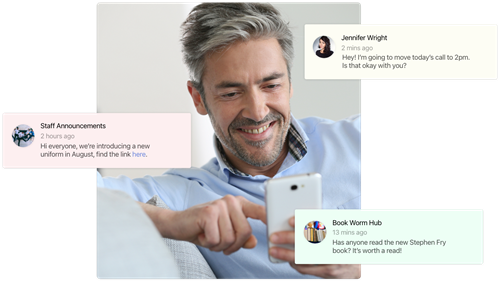 Jennifer Wright
2 mins ago
Hey! I'm going to move today's call to 2pm.
Is that okay with you?
Staff Announcements
2 hours ago
Hi everyone, we're introducing a new
uniform in August, find the link here.
Book Worm Hub
13 mins ago
Has anyone read the new Stephen Fry
book? It's worth a read!